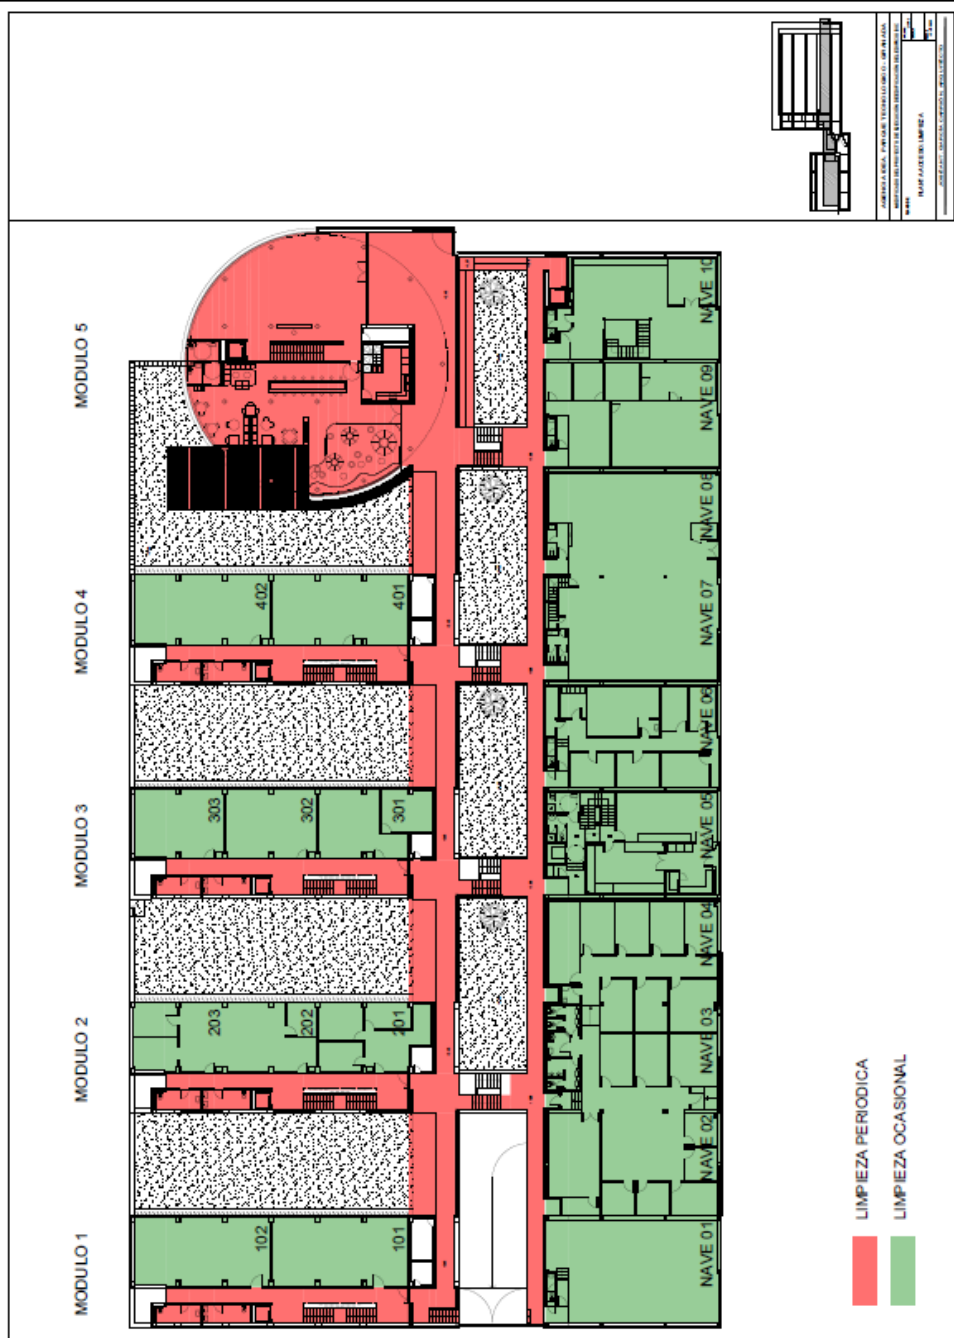 MODULO 1
MODULO 2
MODULO 3
MODULO 4
MODULO 5
102
101
203
202
201
303
302
301
402
401
NAVE 01
NAVE 02
NAVE 03
NAVE 04
NAVE 05
NAVE 06
NAVE 07
NAVE 08
NAVE 09
NAVE 10
LIMPIEZA PERIODICA
LIMPIEZA OCASIONAL